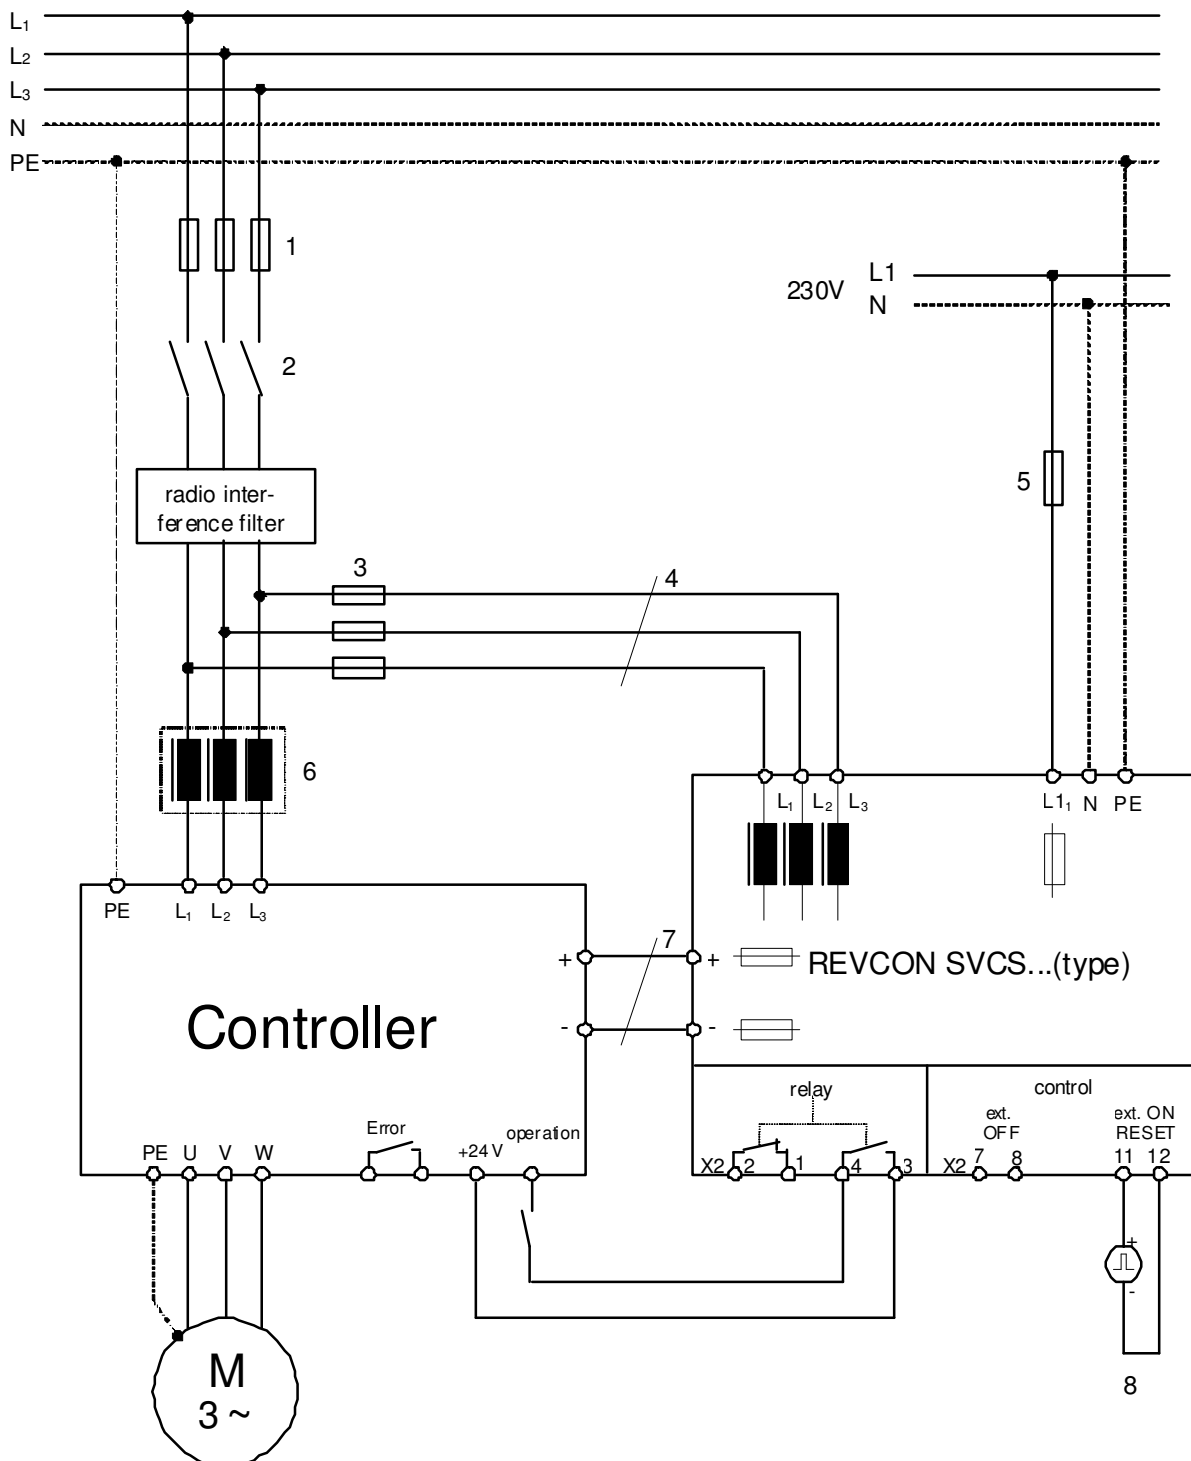 L1
L2
L3
N
PE
1
230V
L1
N
2
5
radio inter-
ference filter
3
4
6
L1 L2 L3
L11 N PE
PE L1 L2 L3
7
+ +
REVCON SVCS...(type)
Controller
- -
relay
control
ext.
OFF
ext. ON
RESET
Error
+24V
operation
PE U V W
X2 2 1 4 3
X2 7 8 11 12
+
-
M
3 ~
8